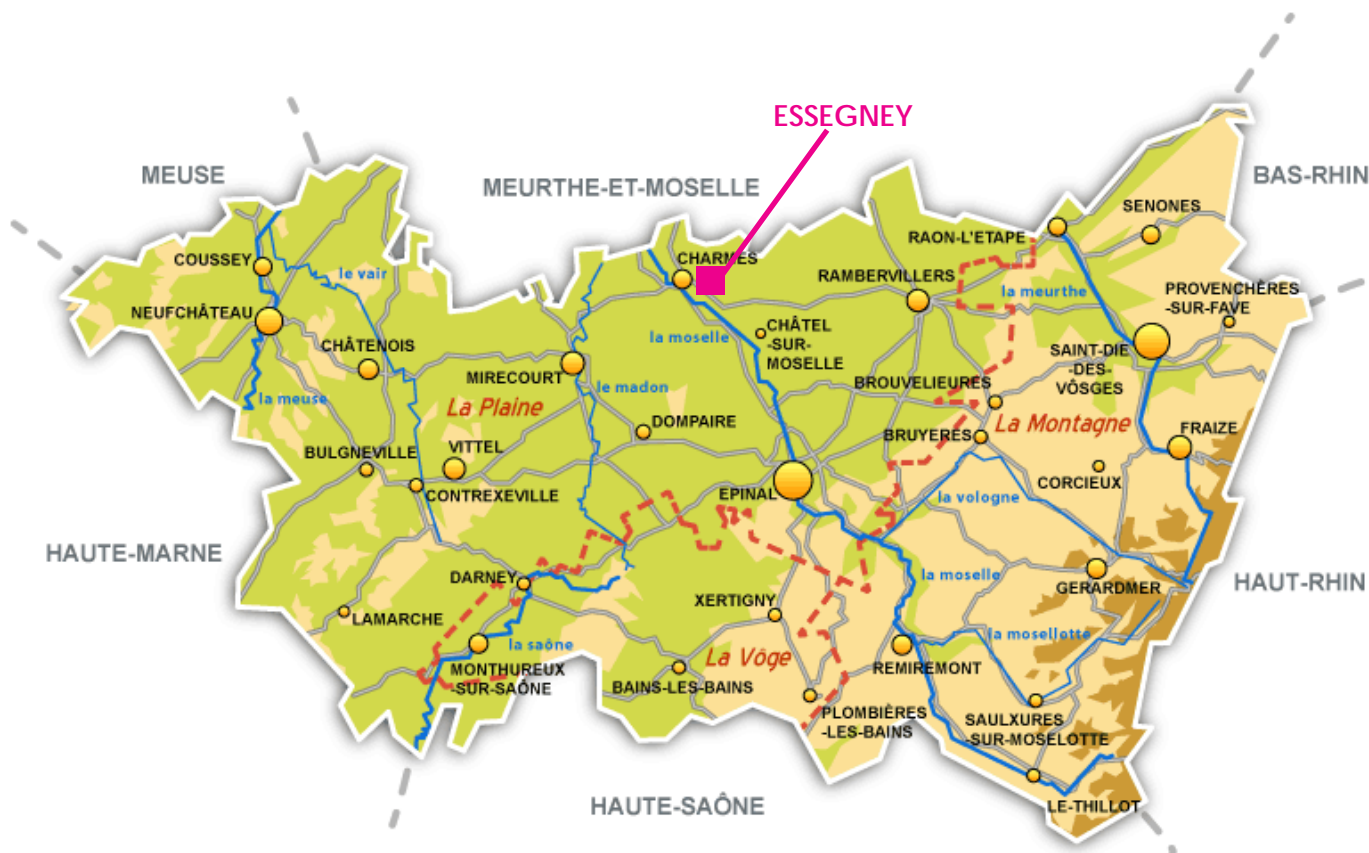 ESSEGNEY
MEUSE
MEURTHE-ET-MOSELLE
BAS-RHIN
SENONES
RAON-L'ETAPE
COUSSEY
CHARMES
le vair
RAMBERVILLERS
la meurthe
PROVENCHÈRES
-SUR-FAVE
NEUFCHÂTEAU
CHÂTENOIS
la moselle
CHÂTEL
-SUR-
MOSELLE
SAINT-DIE
-DES-
VÔSGES
MIRECOURT
le madon
BROUVELIEURES
la meuse
La Plaine
DOMPAIRE
La Montagne
BRUYERES
FRAIZE
BULGNEVILLE
VITTEL
CORCIEUX
CONTREXEVILLE
EPINAL
la vologne
HAUTE-MARNE
DARNEY
la moselle
GERARDMER
HAUT-RHIN
LAMARCHE
XERTIGNY
la mosellotte
la saône
La Vôge
REMIREMONT
MONTHUREUX
-SUR-SAÔNE
BAINS-LES-BAINS
PLOMBIÈRES
-LES-BAINS
SAULXURES
-SUR-MOSELOTTE
HAUTE-SAÔNE
LE-THILLOT